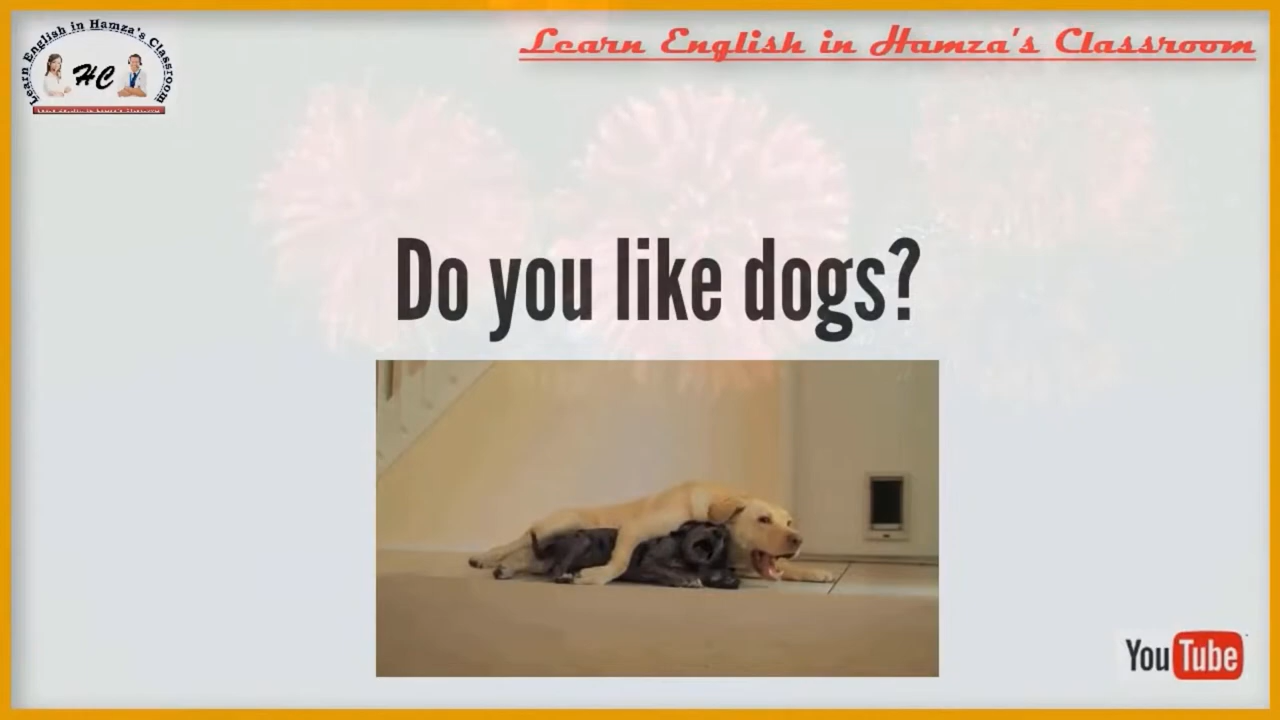 Learn English in Hamza's Classroom
HC
Learn English in Hamza's Classroom
Do you like dogs?
YouTube